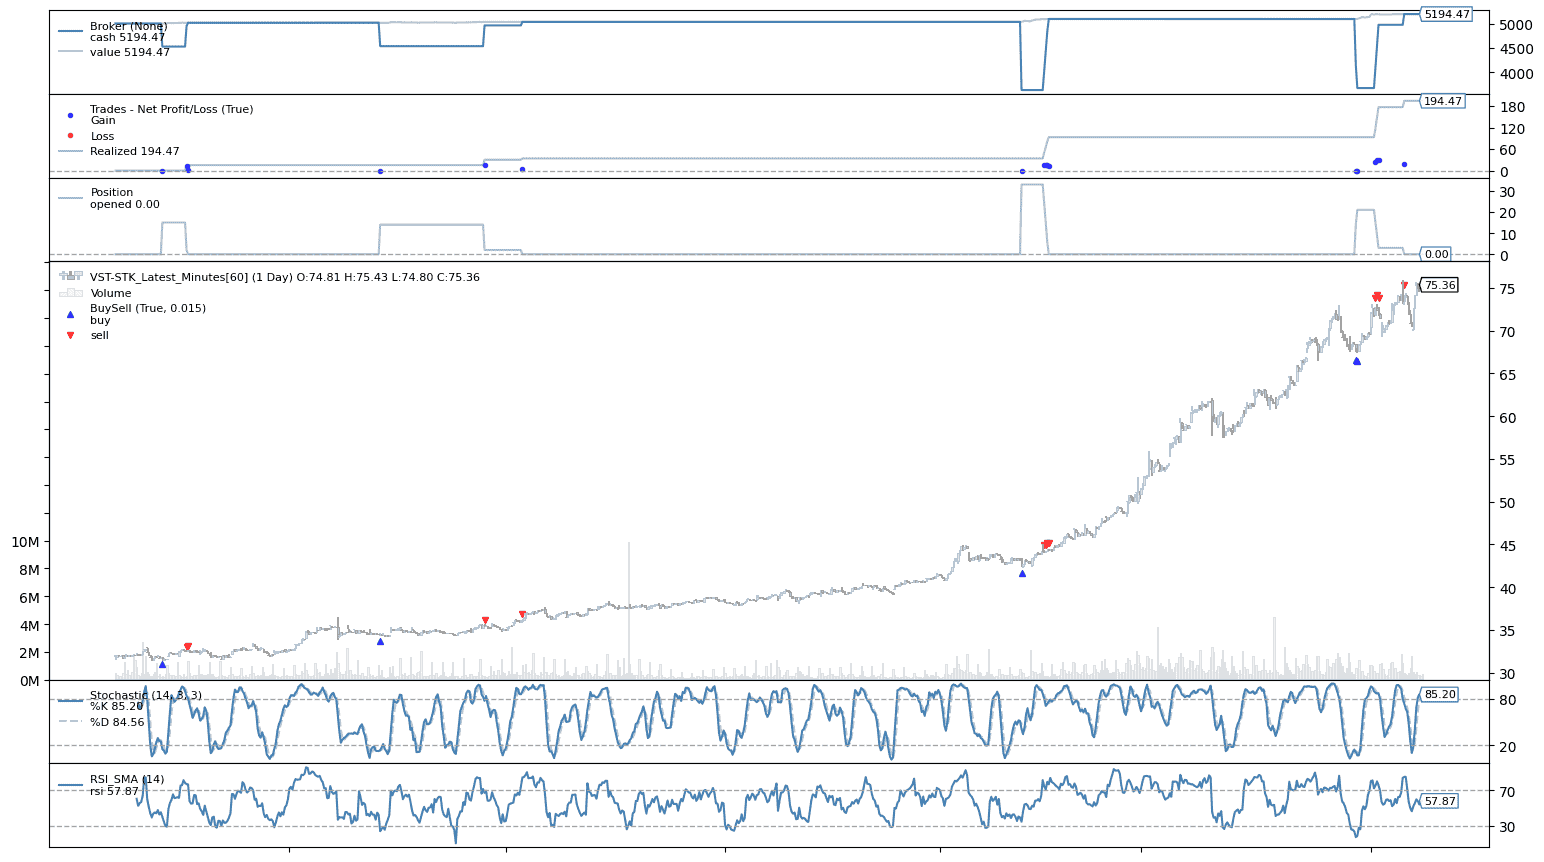 Broker (None)
cash 5194.47
value 5194.47
5194.47
5000
4500
4000
Trades - Net Profit/Loss (True)
Gain
Loss
Realized 194.47
194.47
180
120
60
0
Position
opened 0.00
30
20
10
0.00
0
VST-STK_Latest_Minutes[60] (1 Day) O:74.81 H:75.43 L:74.80 C:75.36
Volume
BuySell (True, 0.015)
buy
sell
75.36
75
70
65
60
55
50
45
40
35
30
10M
8M
6M
4M
2M
0M
Stochastic (14, 3, 3)
%K 85.20
%D 84.56
85.20
80
20
RSI_SMA (14)
rsi 57.87
70
57.87
30